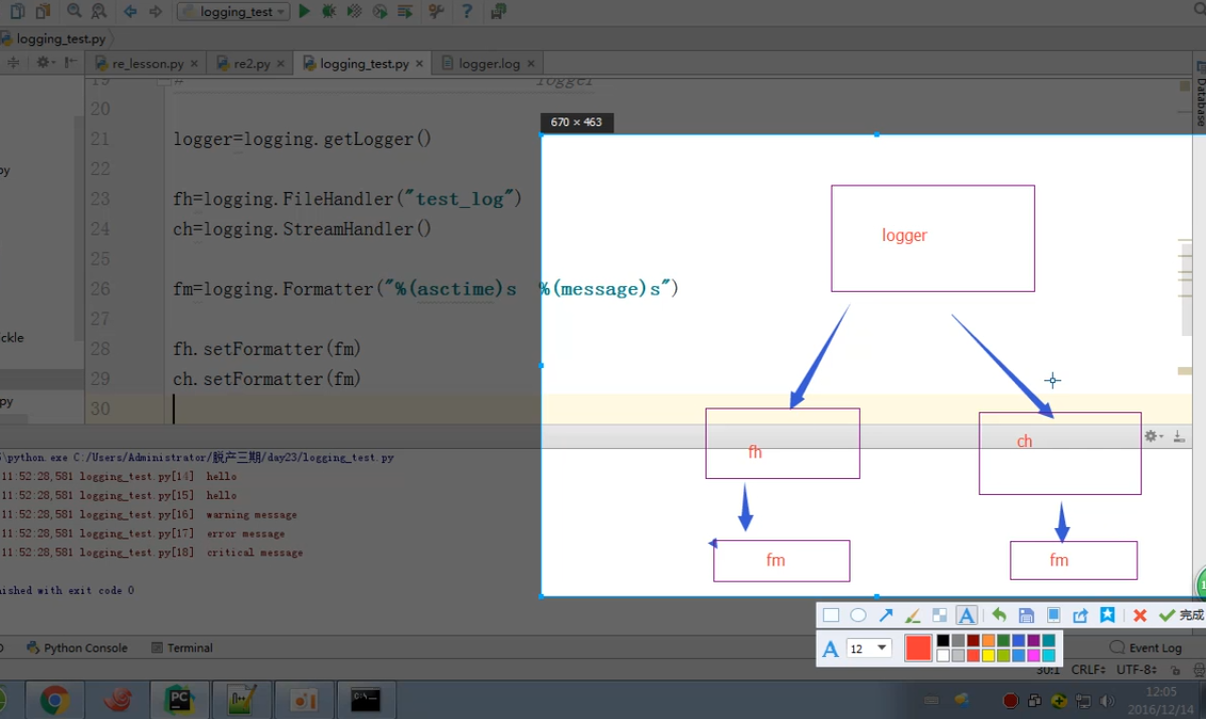 logging_test
logging_test.py
re_lesson.py
re2.py
logging_test.py
logger.log
Database
19 # logger
20
21 logger=logging.getLogger()
22
23 fh=logging.FileHandler("test_log")
24 ch=logging.StreamHandler()
25
26 fm=logging.Formatter("%(asctime)s %(message)s")
27
28 fh.setFormatter(fm)
29 ch.setFormatter(fm)
30
670 × 463
logger
fh
ch
fm
fm
py
ckle
py
\python.exe C:/Users/Administrator/脱产三期/day23/logging_test.py
11:52:28,581 logging_test.py[14] hello
11:52:28,581 logging_test.py[15] hello
11:52:28,581 logging_test.py[16] warning message
11:52:28,581 logging_test.py[17] error message
11:52:28,581 logging_test.py[18] critical message
ished with exit code 0
完成
A 12
Python Console
Terminal
Event Log
30:1 CRLF UTF-8
12:05
2016/12/14